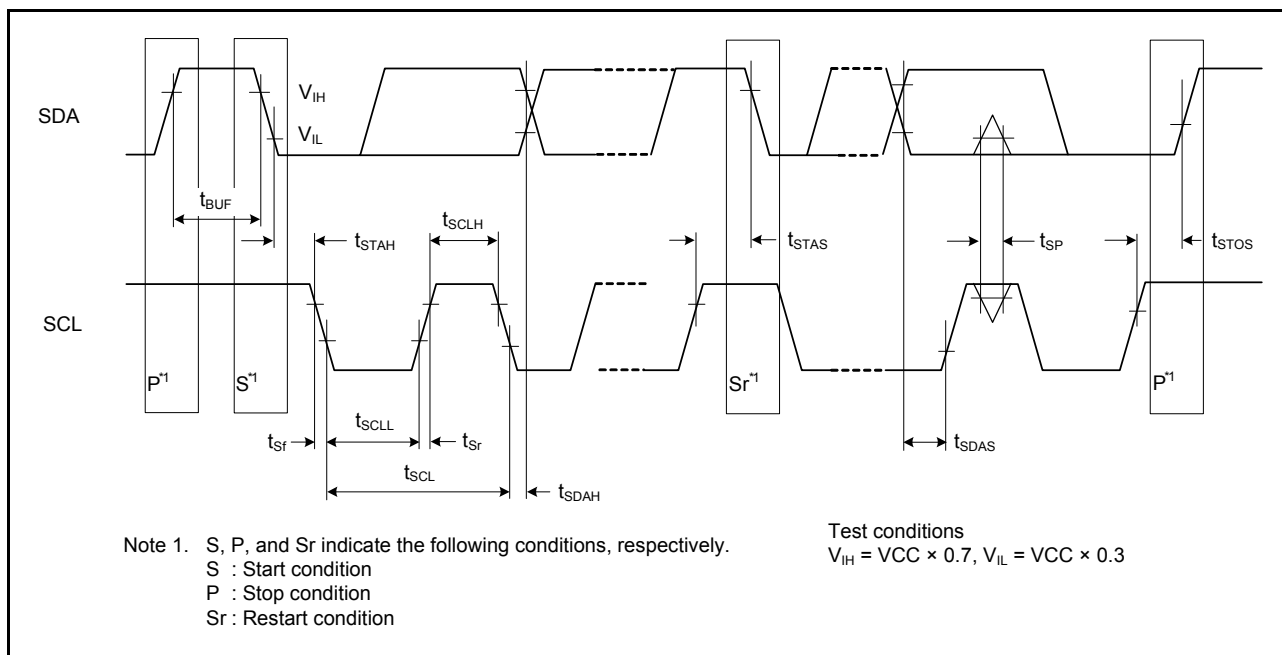 SDA
V_IH
V_IL
t_BUF
t_STAH
t_SCLH
t_STAS
t_SP
t_STOS
SCL
P*1
S*1
Sr*1
P*1
t_Sf
t_SCLL
t_Sr
t_SDAS
t_SCL
t_SDAH
Note 1. S, P, and Sr indicate the following conditions, respectively.
S : Start condition
P : Stop condition
Sr : Restart condition
Test conditions
V_IH = VCC × 0.7, V_IL = VCC × 0.3